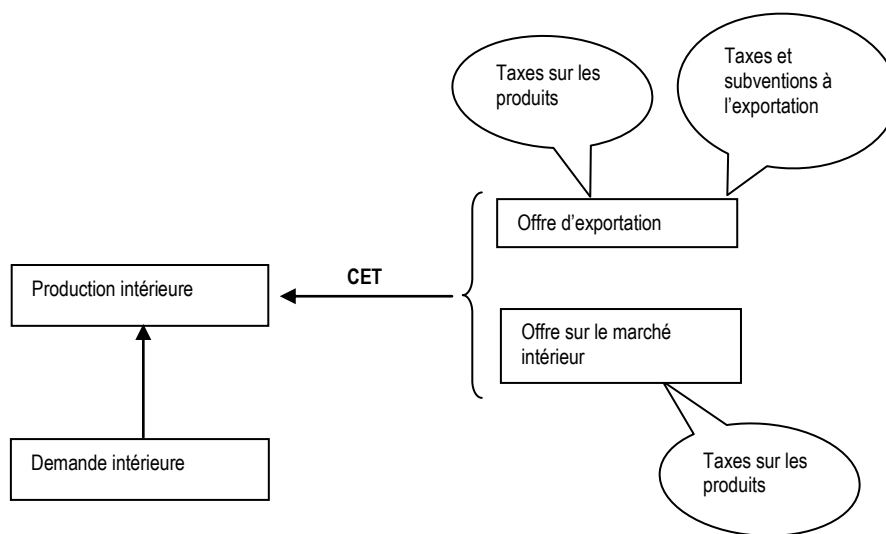 Taxes sur les
produits
Taxes et
subventions à
l’exportation
Offre d’exportation
CET
Production intérieure
Offre sur le marché
intérieur
Demande intérieure
Taxes sur les
produits